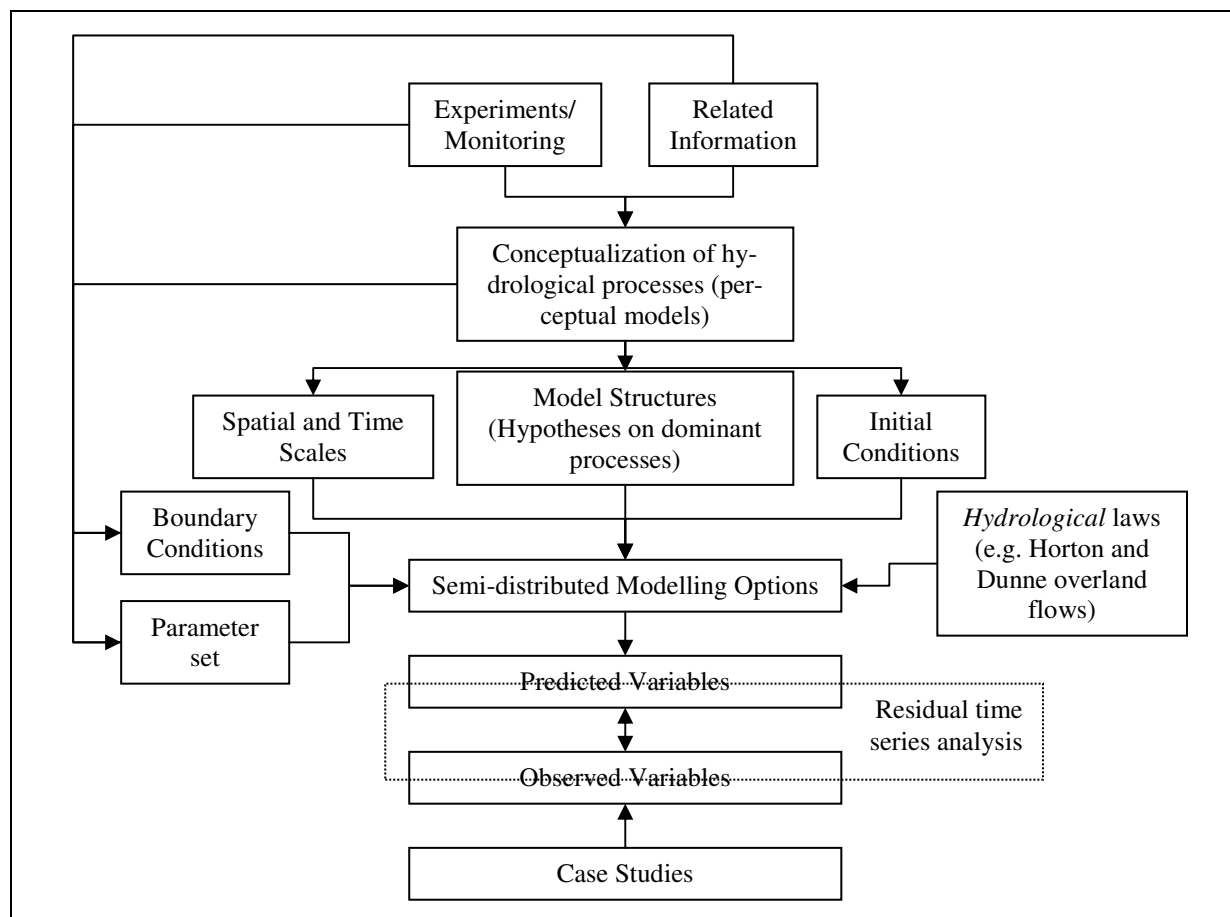 Experiments/
Monitoring
Related
Information
Conceptualization of hy-
drological processes (per-
ceptual models)
Spatial and Time
Scales
Model Structures
(Hypotheses on dominant
processes)
Initial
Conditions
Boundary
Conditions
Hydrological laws
(e.g. Horton and
Dunne overland
flows)
Semi-distributed Modelling Options
Parameter
set
Predicted Variables
Residual time
series analysis
Observed Variables
Case Studies